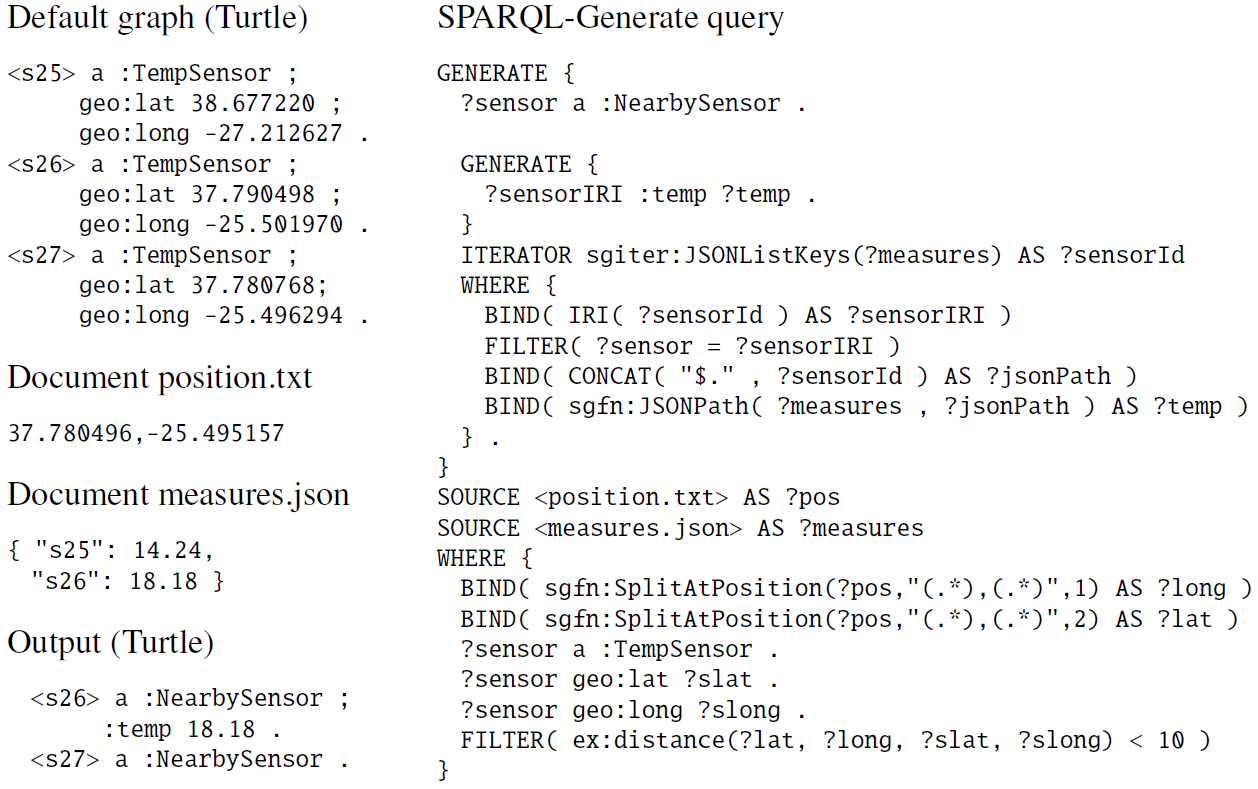 Default graph (Turtle)
<s25> a :TempSensor ;
geo:lat 38.677220 ;
geo:long -27.212627 .
<s26> a :TempSensor ;
geo:lat 37.790498 ;
geo:long -25.501970 .
<s27> a :TempSensor ;
geo:lat 37.780768;
geo:long -25.496294 .
Document position.txt
37.780496,-25.495157
Document measures.json
{ "s25": 14.24,
"s26": 18.18 }
Output (Turtle)
<s26> a :NearbySensor ;
:temp 18.18 .
<s27> a :NearbySensor .
SPARQL-Generate query
GENERATE {
?sensor a :NearbySensor .
GENERATE {
?sensorIRI :temp ?temp .
}
ITERATOR sgiter:JSONListKeys(?measures) AS ?sensorId
WHERE {
BIND( IRI( ?sensorId ) AS ?sensorIRI )
FILTER( ?sensor = ?sensorIRI )
BIND( CONCAT( "$." , ?sensorId ) AS ?jsonPath )
BIND( sgfn:JSONPath( ?measures , ?jsonPath ) AS ?temp )
} .
}
SOURCE <position.txt> AS ?pos
SOURCE <measures.json> AS ?measures
WHERE {
BIND( sgfn:SplitAtPosition(?pos,"(.*),(.*)",1) AS ?long )
BIND( sgfn:SplitAtPosition(?pos,"(.*),(.*)",2) AS ?lat )
?sensor a :TempSensor .
?sensor geo:lat ?slat .
?sensor geo:long ?slong .
FILTER( ex:distance(?lat, ?long, ?slat, ?slong) < 10 )
}